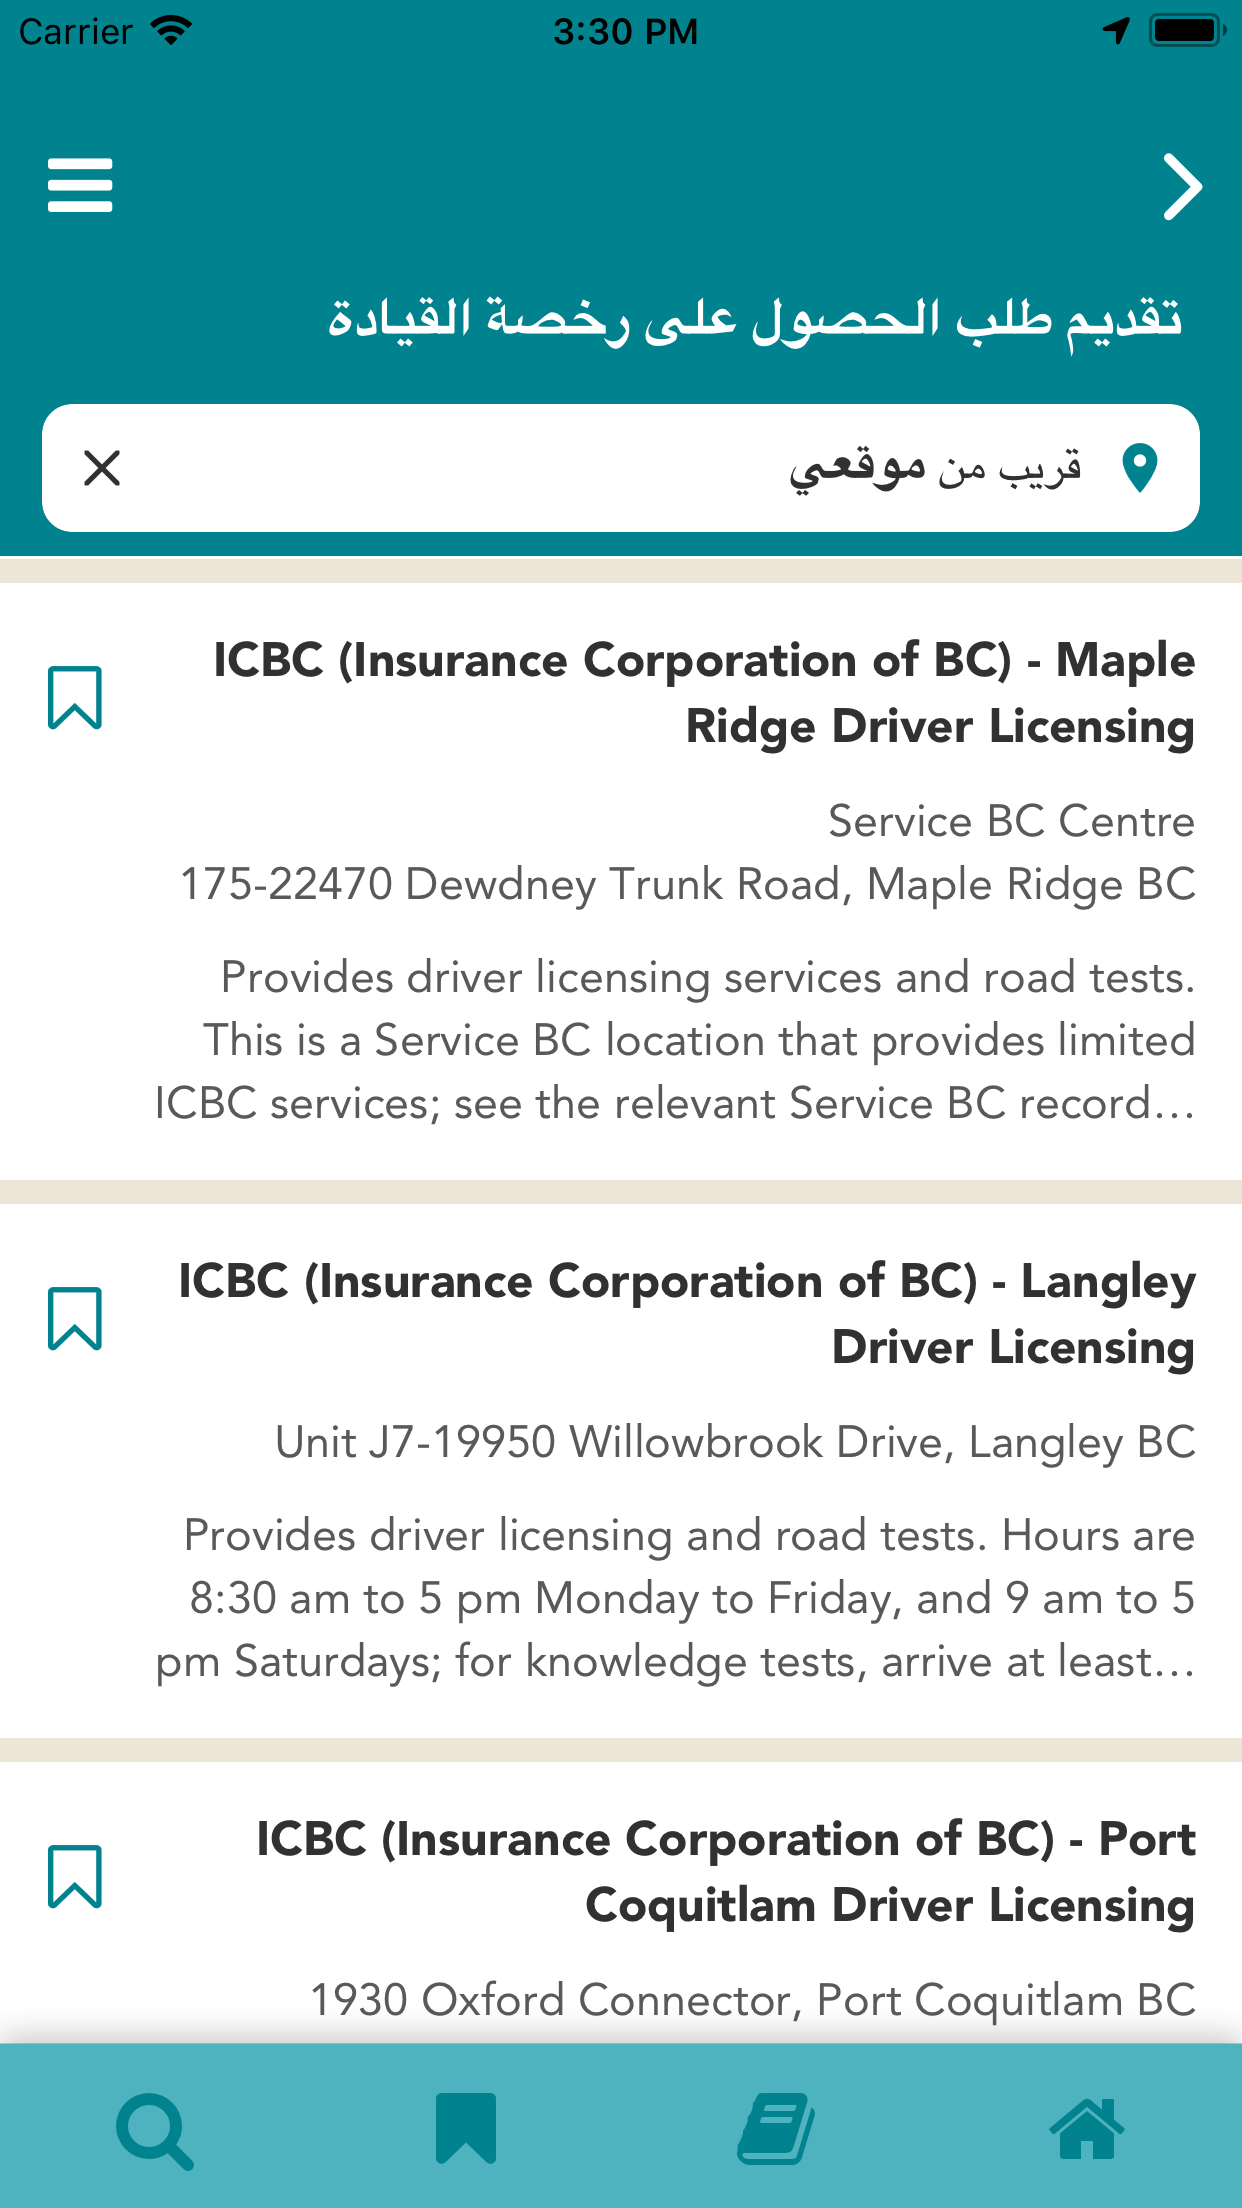 Carrier
3:30 PM
تقديم طلب الحصول على رخصة القيادة
قريب من موقعي
ICBC (Insurance Corporation of BC) - Maple
Ridge Driver Licensing
Service BC Centre
175-22470 Dewdney Trunk Road, Maple Ridge BC
Provides driver licensing services and road tests.
This is a Service BC location that provides limited
ICBC services; see the relevant Service BC record...
ICBC (Insurance Corporation of BC) - Langley
Driver Licensing
Unit J7-19950 Willowbrook Drive, Langley BC
Provides driver licensing and road tests. Hours are
8:30 am to 5 pm Monday to Friday, and 9 am to 5
pm Saturdays; for knowledge tests, arrive at least...
ICBC (Insurance Corporation of BC) - Port
Coquitlam Driver Licensing
1930 Oxford Connector, Port Coquitlam BC